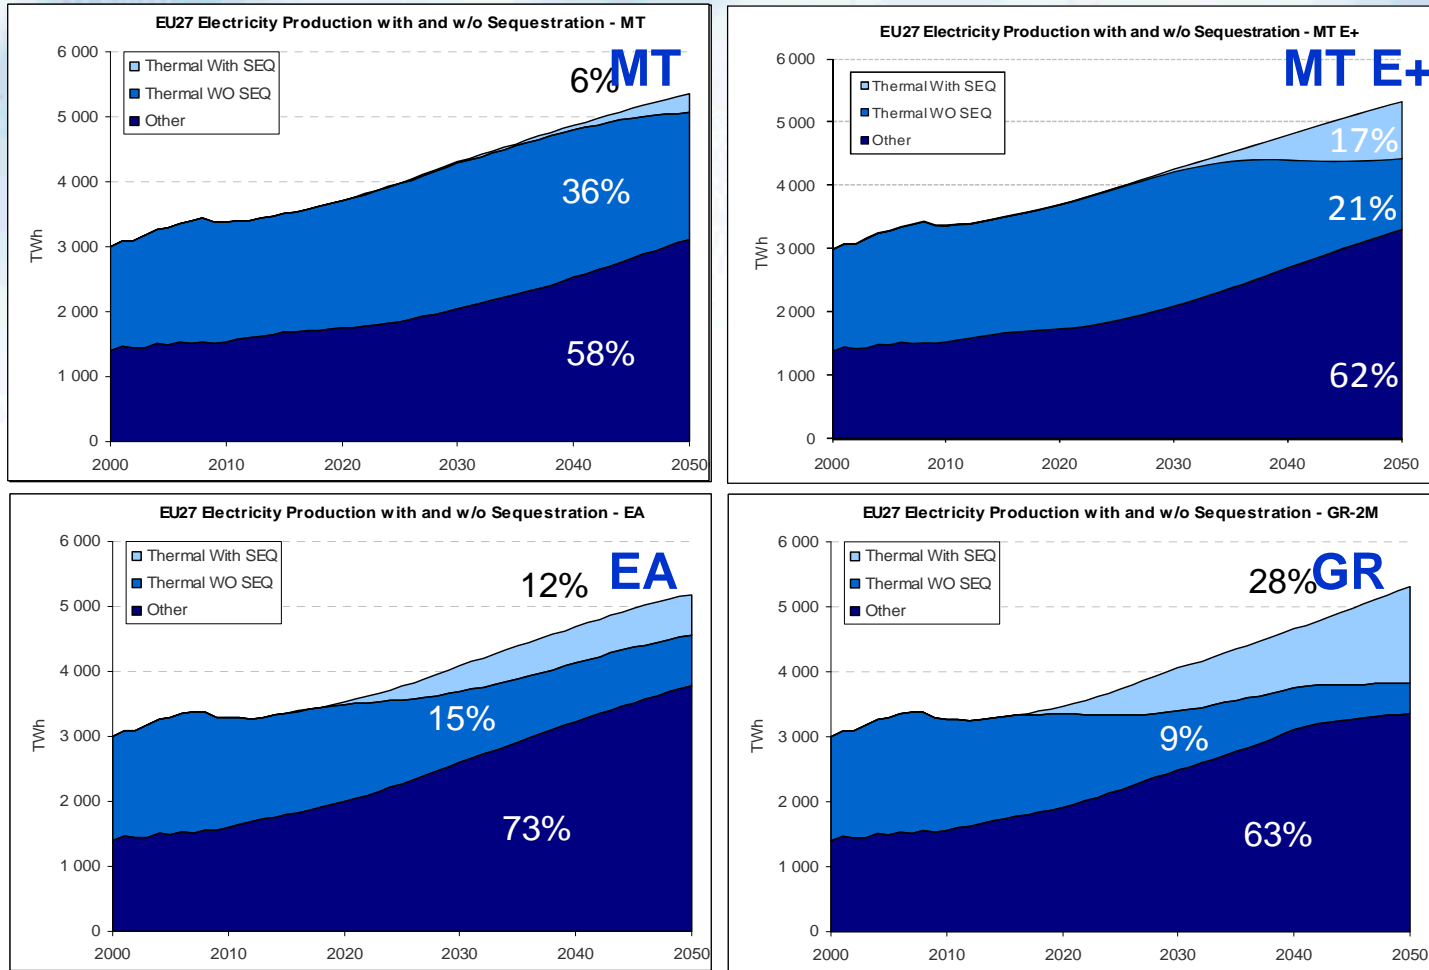 EU27 Electricity Production with and w/o Sequestration - MT
MT
6 000
5 000
4 000
3 000
2 000
1 000
0
TWh
Thermal With SEQ
Thermal WO SEQ
Other
6%
36%
58%
2000 2010 2020 2030 2040 2050
EU27 Electricity Production with and w/o Sequestration - MT E+
MT E+
6 000
5 000
4 000
3 000
2 000
1 000
0
TWh
Thermal With SEQ
Thermal WO SEQ
Other
17%
21%
62%
2000 2010 2020 2030 2040 2050
EU27 Electricity Production with and w/o Sequestration - EA
EA
6 000
5 000
4 000
3 000
2 000
1 000
0
TWh
Thermal With SEQ
Thermal WO SEQ
Other
12%
15%
73%
2000 2010 2020 2030 2040 2050
EU27 Electricity Production with and w/o Sequestration - GR-2M
GR
6 000
5 000
4 000
3 000
2 000
1 000
0
TWh
Thermal With SEQ
Thermal WO SEQ
Other
28%
9%
63%
2000 2010 2020 2030 2040 2050